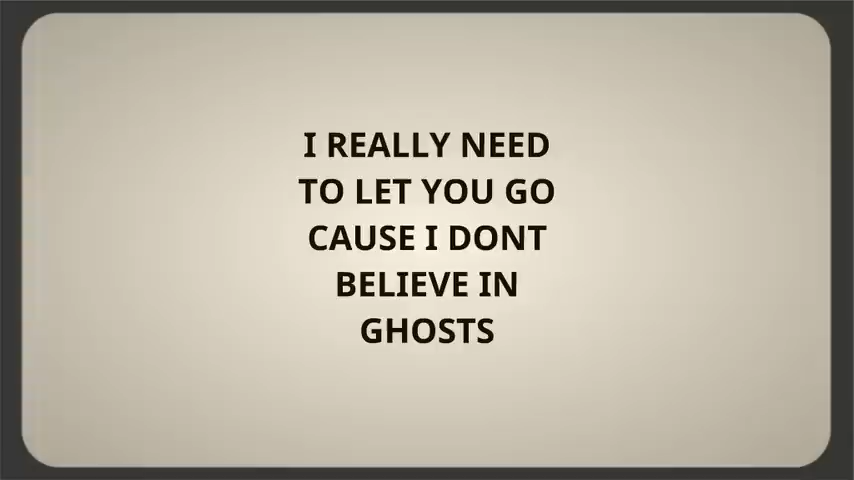 I REALLY NEED
TO LET YOU GO
CAUSE I DONT
BELIEVE IN
GHOSTS